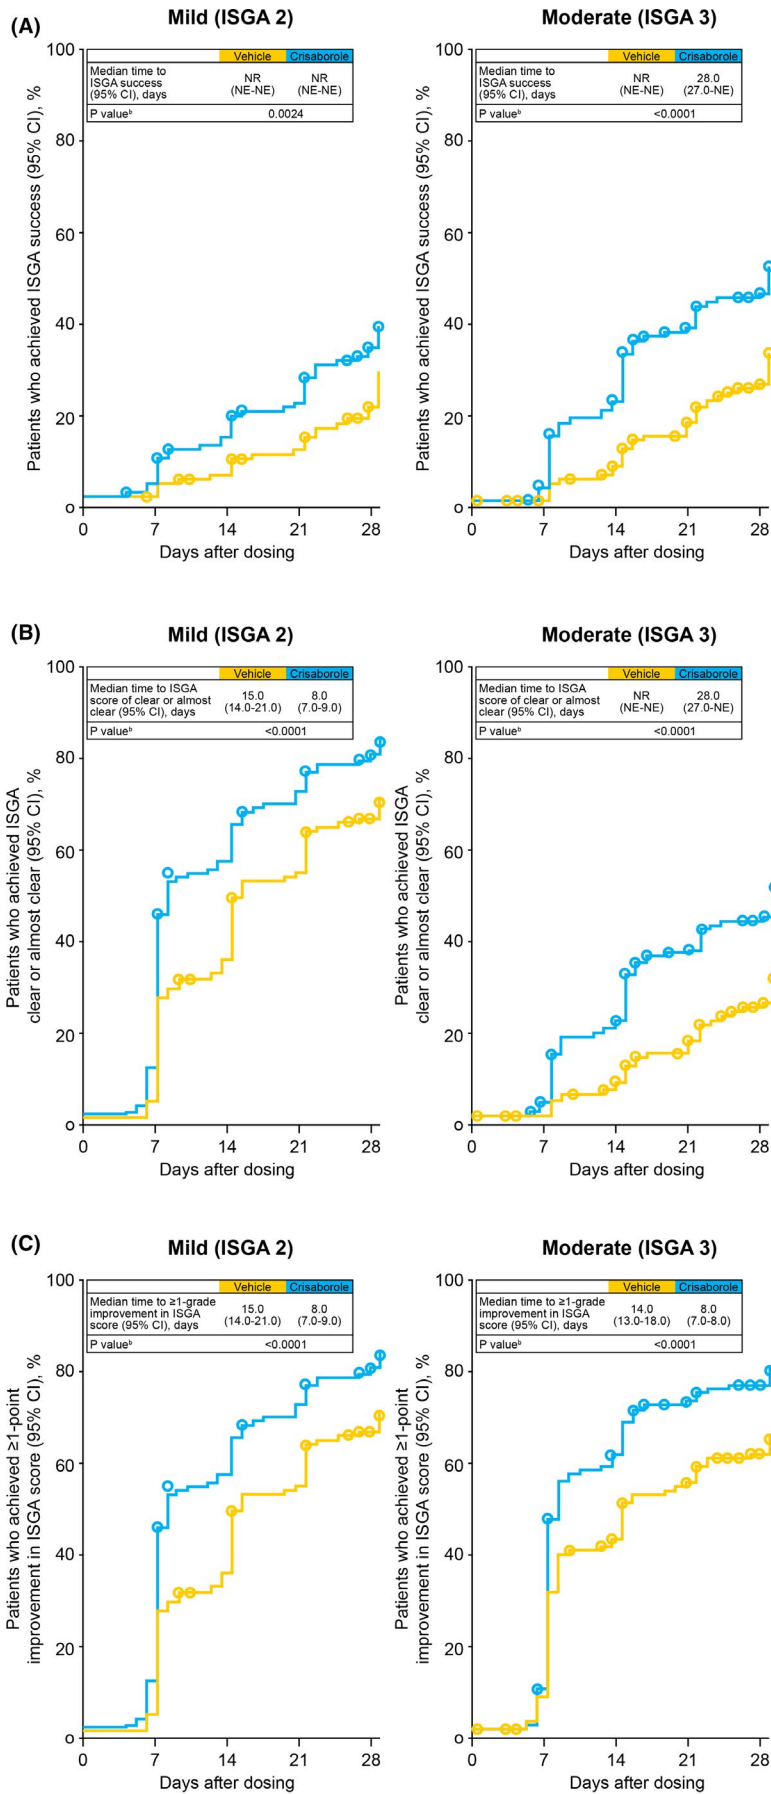 (A)
Mild (ISGA 2)
Moderate (ISGA 3)
Patients who achieved ISGA success (95% CI), %
100
80
60
40
20
0
Vehicle Crisaborole
Median time to
ISGA success
(95% CI), days
NR
(NE-NE)
NR
(NE-NE)
P valueᵇ 0.0024
0 7 14 21 28
Days after dosing
Patients who achieved ISGA success (95% CI), %
100
80
60
40
20
0
Vehicle Crisaborole
Median time to
ISGA success
(95% CI), days
NR
(NE-NE)
28.0
(27.0-NE)
P valueᵇ <0.0001
0 7 14 21 28
Days after dosing
(B)
Mild (ISGA 2)
Moderate (ISGA 3)
Patients who achieved ISGA
clear or almost clear (95% CI), %
100
80
60
40
20
0
Vehicle Crisaborole
Median time to ISGA
score of clear or almost
clear (95% CI), days
15.0
(14.0-21.0)
8.0
(7.0-9.0)
P valueᵇ <0.0001
0 7 14 21 28
Days after dosing
Patients who achieved ISGA
clear or almost clear (95% CI), %
100
80
60
40
20
0
Vehicle Crisaborole
Median time to ISGA
score of clear or almost
clear (95% CI), days
NR
(NE-NE)
28.0
(27.0-NE)
P valueᵇ <0.0001
0 7 14 21 28
Days after dosing
(C)
Mild (ISGA 2)
Moderate (ISGA 3)
Patients who achieved ≥1-point
improvement in ISGA score (95% CI), %
100
80
60
40
20
0
Vehicle Crisaborole
Median time to ≥1-grade
improvement in ISGA
score (95% CI), days
15.0
(14.0-21.0)
8.0
(7.0-9.0)
P valueᵇ <0.0001
0 7 14 21 28
Days after dosing
Patients who achieved ≥1-point
improvement in ISGA score (95% CI), %
100
80
60
40
20
0
Vehicle Crisaborole
Median time to ≥1-grade
improvement in ISGA
score (95% CI), days
14.0
(13.0-18.0)
8.0
(7.0-8.0)
P valueᵇ <0.0001
0 7 14 21 28
Days after dosing